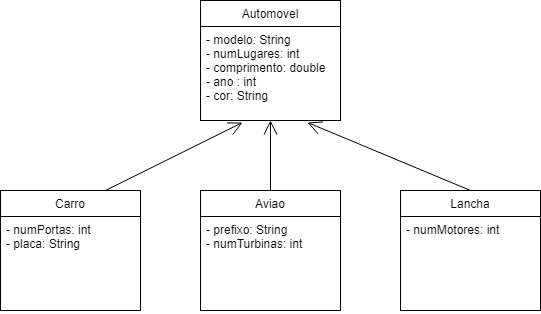 Automovel
- modelo: String
- numLugares: int
- comprimento: double
- ano : int
- cor: String
Carro
- numPortas: int
- placa: String
Aviao
- prefixo: String
- numTurbinas: int
Lancha
- numMotores: int